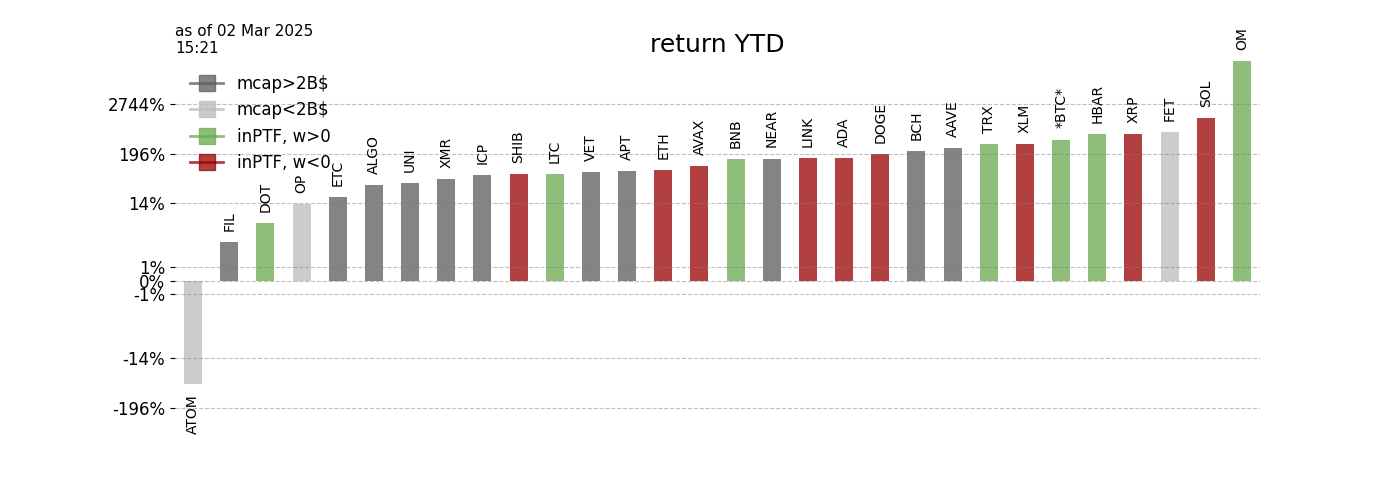 as of 02 Mar 2025
15:21
return YTD
mcap>2B$
mcap<2B$
inPTF, w>0
inPTF, w<0
2744%
196%
14%
1%
0%
-1%
-1%
-14%
-196%
ATOM
FIL
DOT
OP
ETC
ALGO
UNI
XMR
ICP
SHIB
LTC
VET
APT
ETH
AVAX
BNB
NEAR
LINK
ADA
DOGE
BCH
AAVE
TRX
XLM
*BTC*
HBAR
XRP
FET
SOL
OM